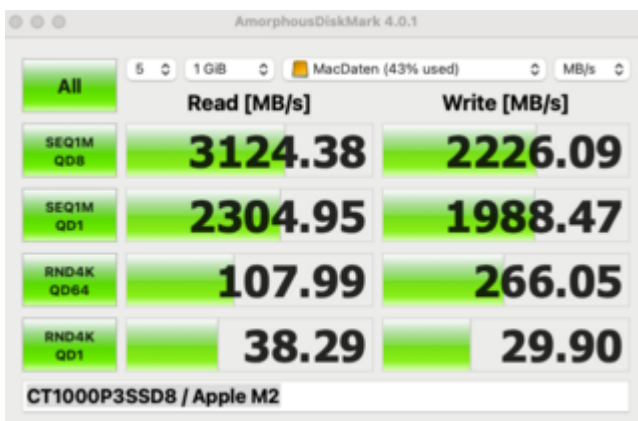 AmorphousDiskMark 4.0.1
All
5 1 GiB MacDaten (43% used) MB/s
Read [MB/s] Write [MB/s]
SEQ1M
QD8
3124.38 2226.09
SEQ1M
QD1
2304.95 1988.47
RND4K
QD64
107.99 266.05
RND4K
QD1
38.29 29.90
CT1000P3SSD8 / Apple M2